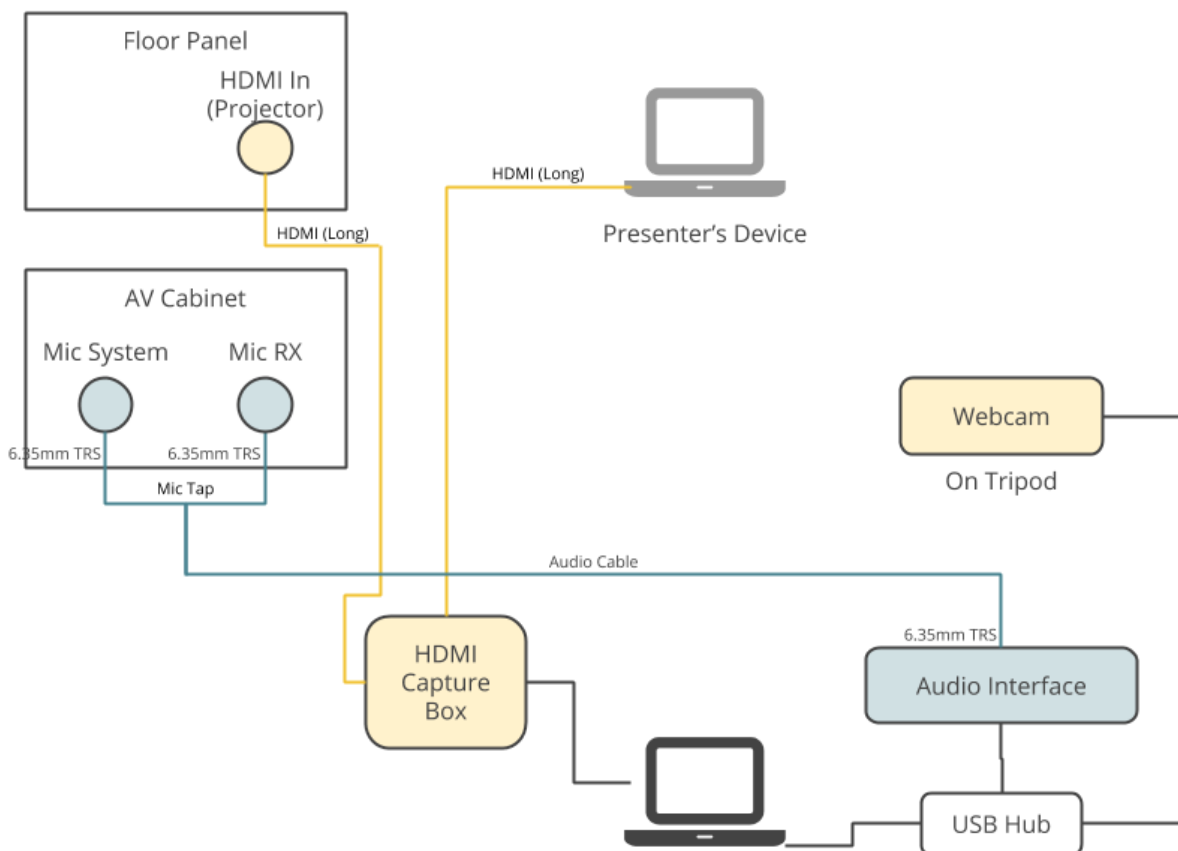 Floor Panel
HDMI In
(Projector)
HDMI (Long)
HDMI (Long)
Presenter's Device
AV Cabinet
Mic System
Mic RX
6.35mm TRS
6.35mm TRS
Mic Tap
Webcam
On Tripod
Audio Cable
6.35mm TRS
HDMI
Capture
Box
Audio Interface
USB Hub